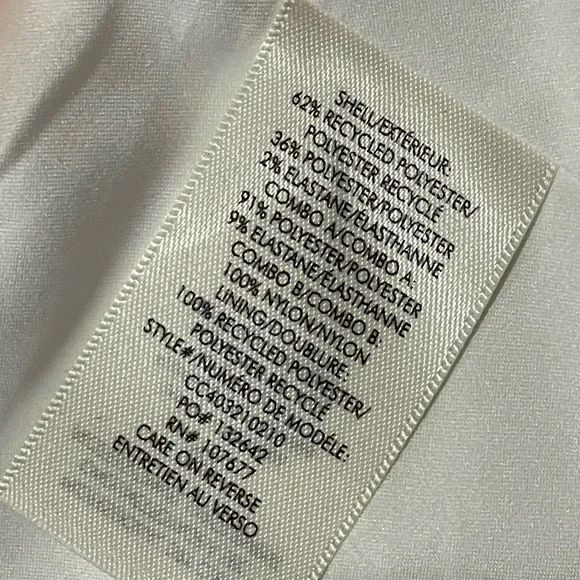 SHELL/EXTÉRIEUR:
62% RECYCLED POLYESTER/
POLYESTER RECYCLÉ
36% POLYESTER/POLYESTER
2% ELASTANE/ÉLASTHANNE
COMBO A/COMBO A:
91% POLYESTER/POLYESTER
9% ELASTANE/ÉLASTHANNE
COMBO B/COMBO B:
100% NYLON/NYLON
LINING/DOUBLURE:
100% RECYCLED POLYESTER/
POLYESTER RECYCLÉ
STYLE#/NUMÉRO DE MODÈLE:
CC403210210
PO# 132642
RN# 107677
CARE ON REVERSE
ENTRETIEN AU VERSO